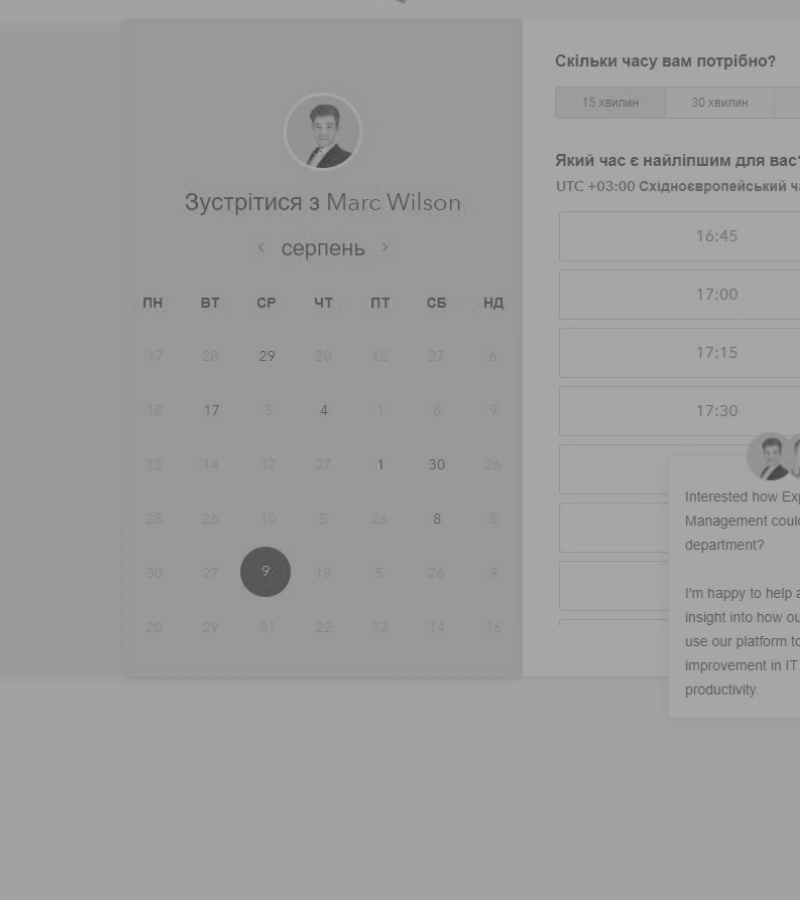 Зустрітися з Marc Wilson
серпень
ПН ВТ СР ЧТ ПТ СБ НД
17 28 29 20 12 27 6
18 17 3 4 1 8 9
13 14 17 27 1 30 26
28 26 10 5 26 8 8
30 27 9 19 5 26 9
20 29 31 22 13 14 16
Скільки часу вам потрібно?
15 хвилин 30 хвилин
Який час є найліпшим для вас?
UTC +03:00 Східноєвропейський
16:45
17:00
17:15
17:30
Interested how
Management
department?
I'm happy to help
insight into how
use our platform
improvement in IT
productivity.